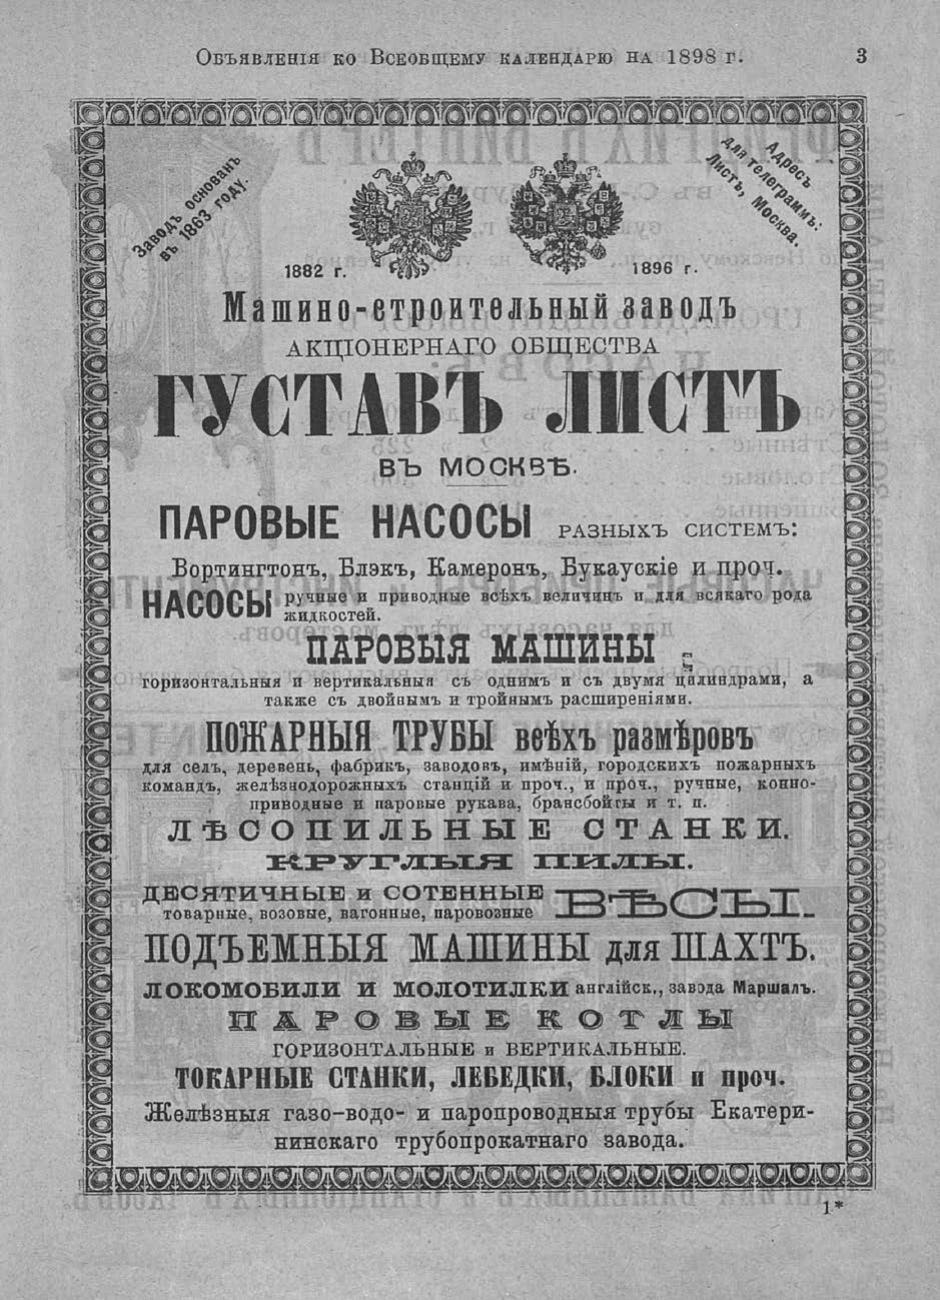 Объявленія ко Всеобщему календарю на 1898 г. 3
Заводъ основанъ
въ 1863 году.
Адресъ
для телеграммъ:
Листъ, Москва.
1882 г. 1896 г.
Машино-строительный заводъ
АКЦІОНЕРНАГО ОБЩЕСТВА
ГУСТАВЪ ЛИСТЪ
ВЪ МОСКВѢ.
ПАРОВЫЕ НАСОСЫ РАЗНЫХЪ СИСТЕМЪ:
Вортингтонъ, Блэкъ, Камеронъ, Букаускіе и проч.
НАСОСЫ ручные и приводные всѣхъ величинъ и для всякаго рода
жидкостей.
ПАРОВЫЯ МАШИНЫ
горизонтальныя и вертикальныя съ однимъ и съ двумя цилиндрами, а
также съ двойнымъ и тройнымъ расширеніями.
ПОЖАРНЫЯ ТРУБЫ всѣхъ размѣровъ
для селъ, деревень, фабрикъ, заводовъ, имѣній, городскихъ пожарныхъ
командъ, желѣзнодорожныхъ станцій и проч., и проч., ручные, конно-
приводные и паровые рукава, брансбойты и т. п.
ЛѢСОПИЛЬНЫЕ СТАНКИ.
КРУГЛЫЯ ПИЛЫ.
ДЕСЯТИЧНЫЕ и СОТЕННЫЕ
товарные, возовые, вагонные, паровозные ВѢСЫ.
ПОДЪЕМНЫЯ МАШИНЫ для ШАХТЪ.
ЛОКОМОБИЛИ И МОЛОТИЛКИ англійск., завода Маршалъ.
ПАРОВЫЕ КОТЛЫ
ГОРИЗОНТАЛЬНЫЕ и ВЕРТИКАЛЬНЫЕ.
ТОКАРНЫЕ СТАНКИ, ЛЕБЕДКИ, БЛОКИ и проч.
Желѣзныя газо-водо- и паропроводныя трубы Екатери-
нинскаго трубопрокатнаго завода.
1*